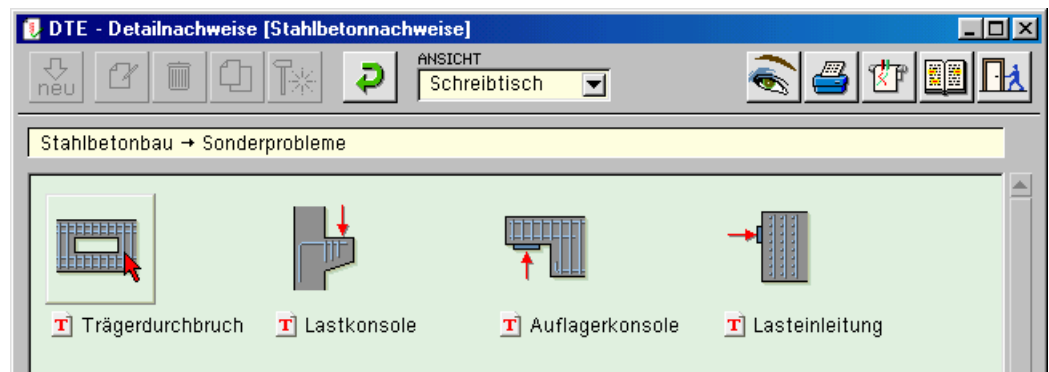 DTE - Detailnachweise [Stahlbetonnachweise]
neu
ANSICHT
Schreibtisch
Stahlbetonbau → Sonderprobleme
T Trägerdurchbruch
T Lastkonsole
T Auflagerkonsole
T Lasteinleitung